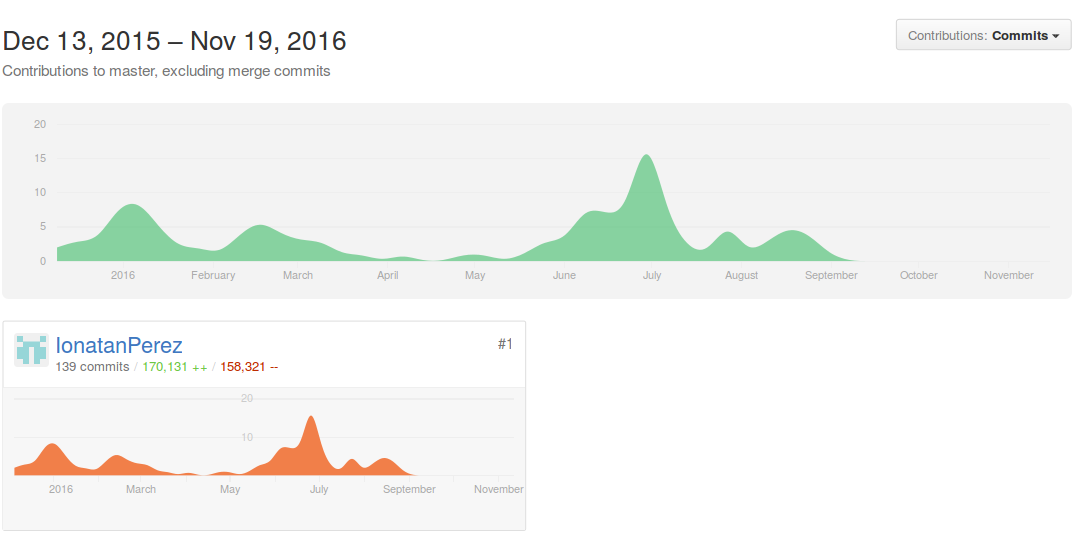 Dec 13, 2015 – Nov 19, 2016
Contributions: Commits
Contributions to master, excluding merge commits
20
15
10
5
0
2016 February March April May June July August September October November
IonatanPerez
#1
139 commits / 170,131 ++ / 158,321 --
20
10
2016 March May July September November